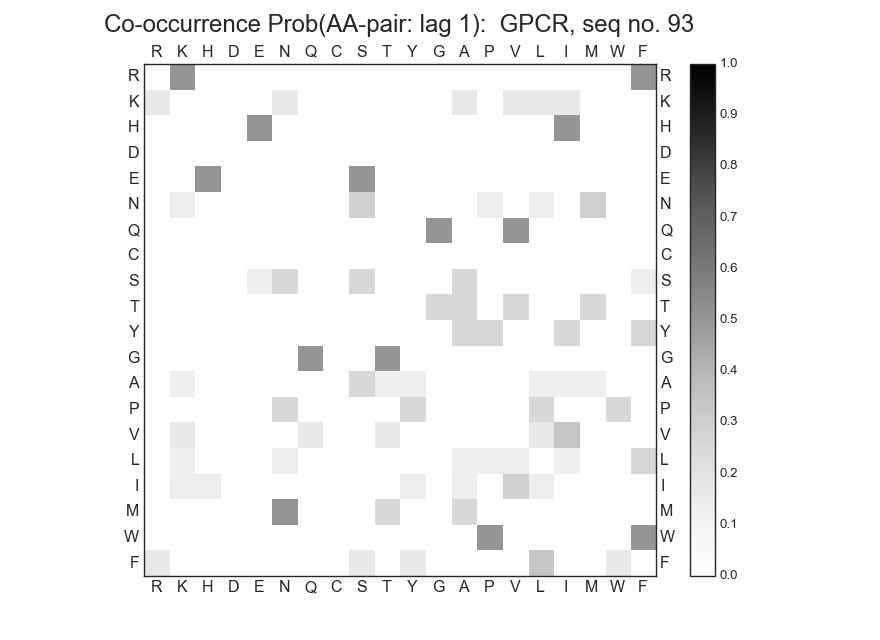 Co-occurrence Prob(AA-pair: lag 1):  GPCR, seq no. 93
R K H D E N Q C S T Y G A P V L I M W F
1.0
R R
K K
0.9
H H
D D
0.8
E E
N N
0.7
Q Q
0.6
C C
S S
T T
0.5
Y Y
G G
0.4
A A
P P
0.3
V V
L L
0.2
I I
M M
0.1
W W
F F
0.0
R K H D E N Q C S T Y G A P V L I M W F